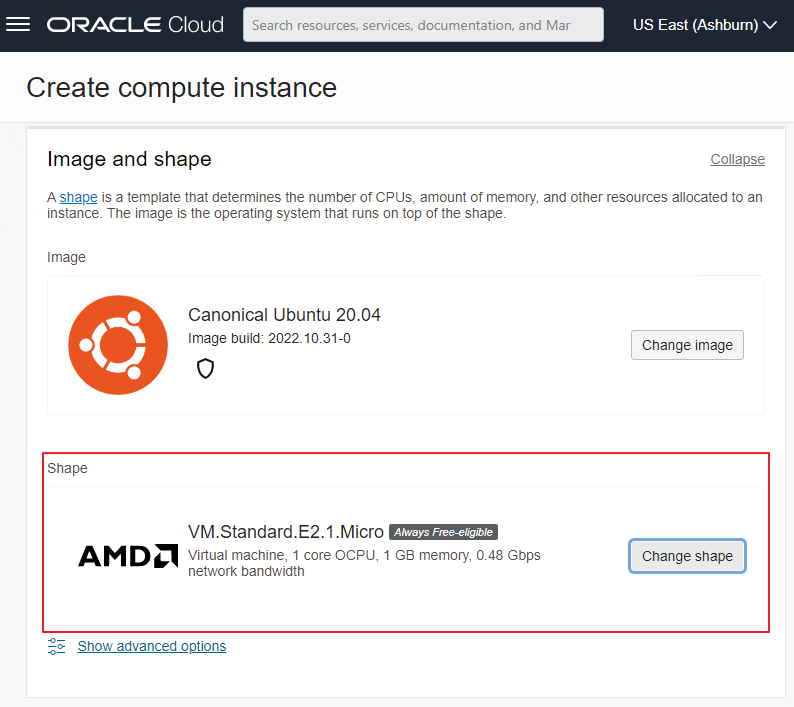 ORACLE Cloud
Search resources, services, documentation, and Mar
US East (Ashburn)
Create compute instance
Image and shape
Collapse
A shape is a template that determines the number of CPUs, amount of memory, and other resources allocated to an
instance. The image is the operating system that runs on top of the shape.
Image
Canonical Ubuntu 20.04
Image build: 2022.10.31-0
Change image
Shape
AMD
VM.Standard.E2.1.Micro Always Free-eligible
Virtual machine, 1 core OCPU, 1 GB memory, 0.48 Gbps
network bandwidth
Change shape
Show advanced options